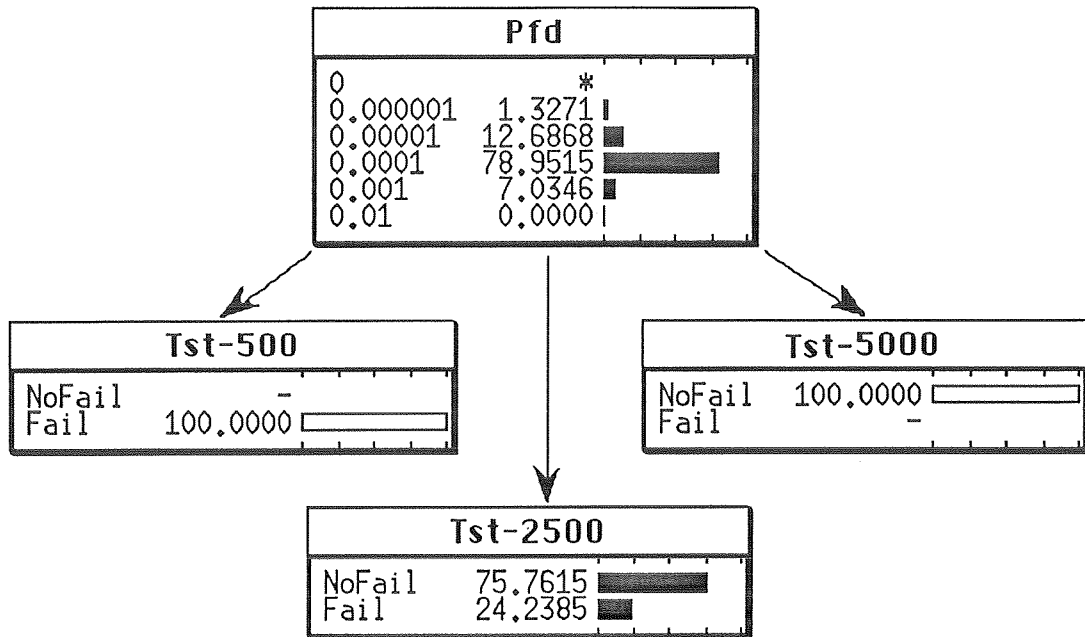 Pfd
0 *
0.000001 1.3271
0.00001 12.6868
0.0001 78.9515
0.001 7.0346
0.01 0.0000
Tst-500
NoFail -
Fail 100.0000
Tst-5000
NoFail 100.0000
Fail -
Tst-2500
NoFail 75.7615
Fail 24.2385